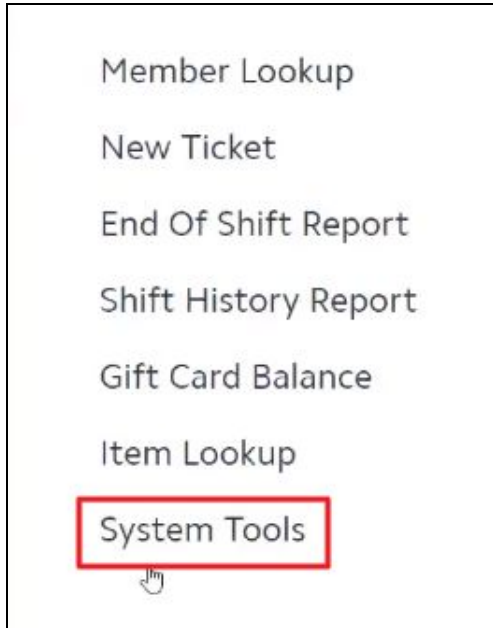 Member Lookup
New Ticket
End Of Shift Report
Shift History Report
Gift Card Balance
Item Lookup
System Tools